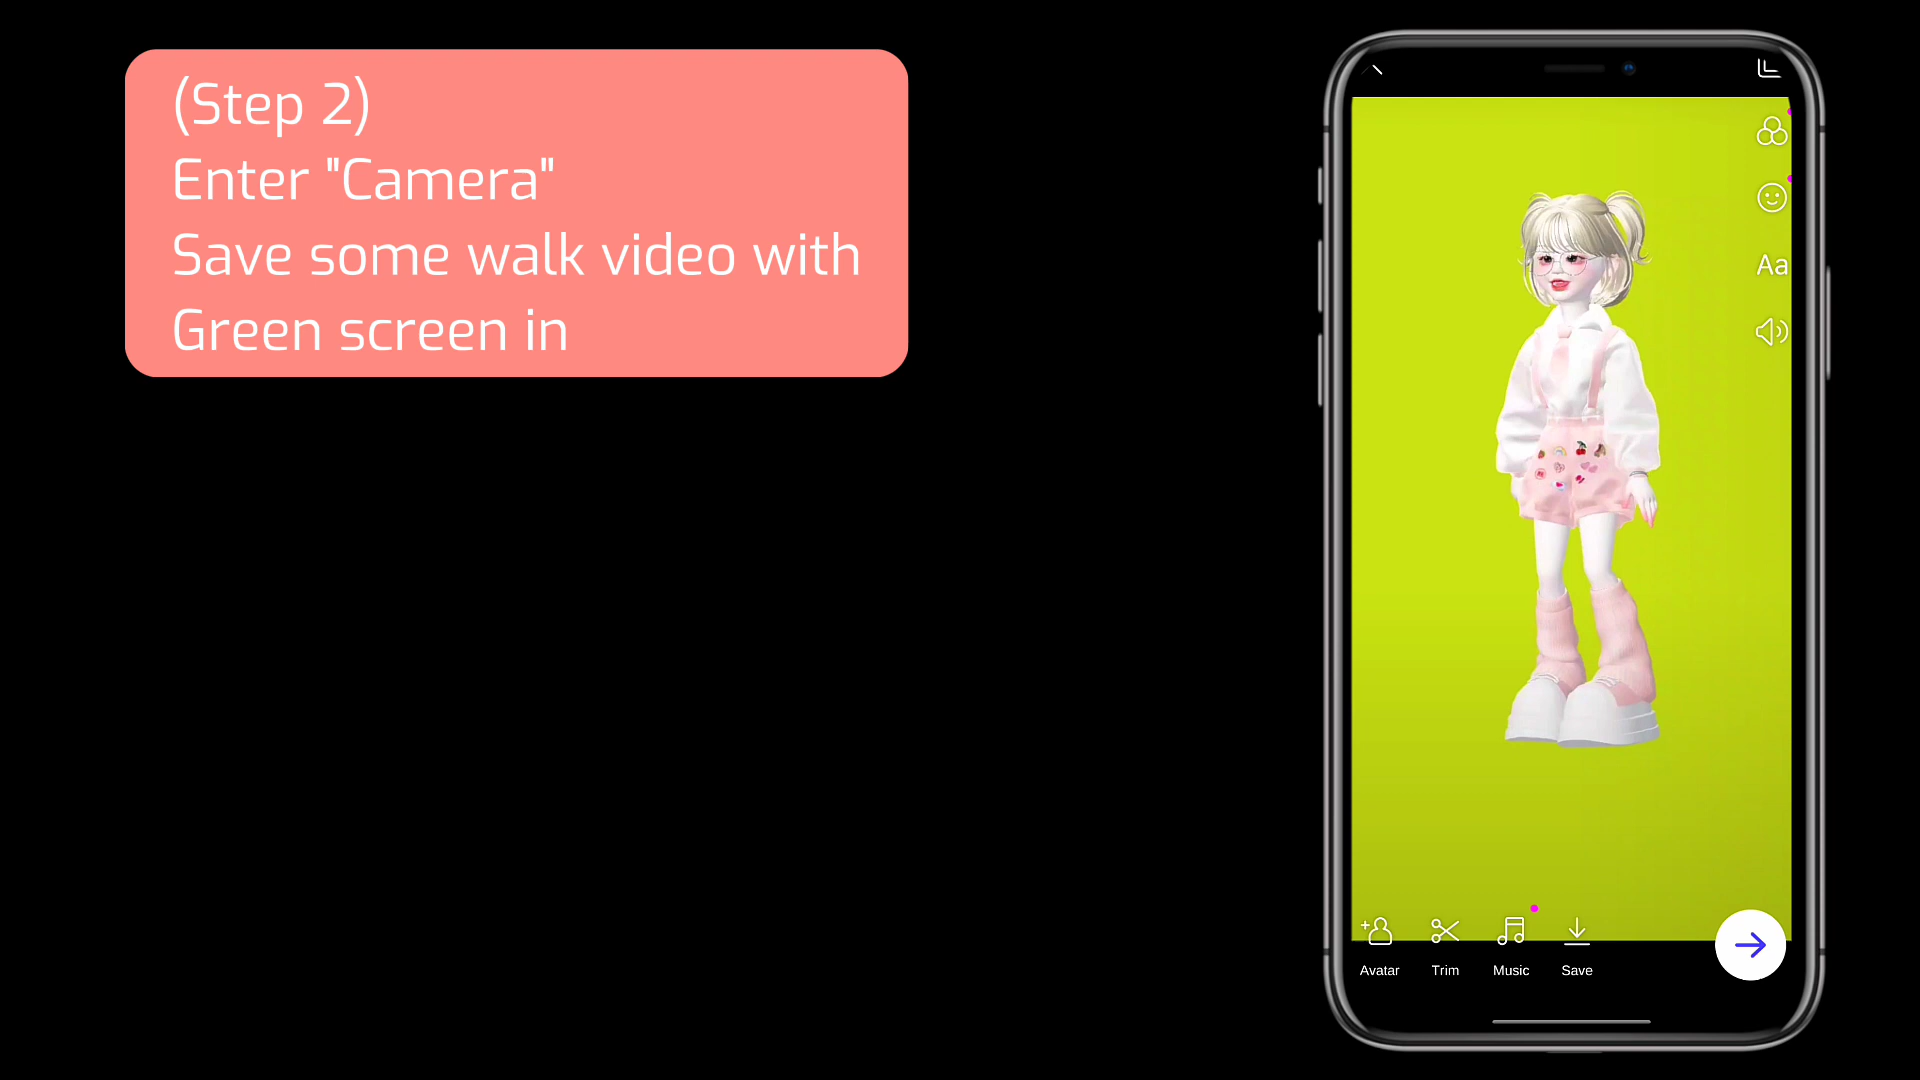 (Step 2)
Enter "Camera"
Save some walk video with
Green screen in
Aa
Avatar
Trim
Music
Save